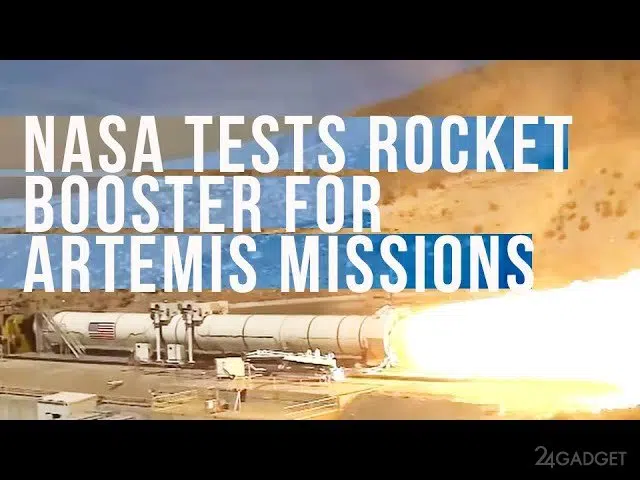 NASA TESTS ROCKET
BOOSTER FOR
ARTEMIS MISSIONS
24GADGET